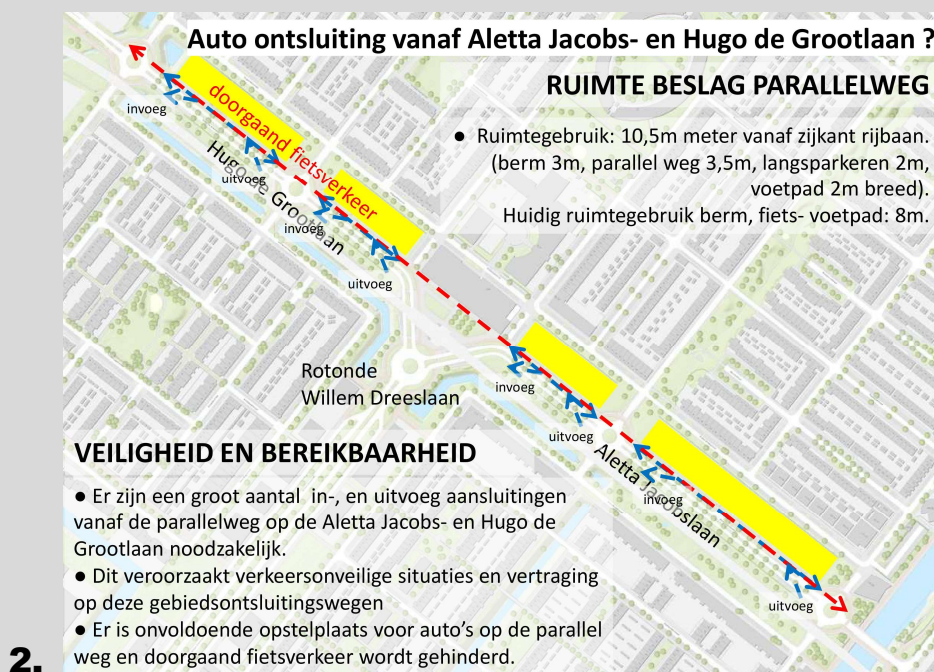 Auto ontsluiting vanaf Aletta Jacobs- en Hugo de Grootlaan ?
RUIMTE BESLAG PARALLELWEG
● Ruimtegebruik: 10,5m meter vanaf zijkant rijbaan.
(berm 3m, parallel weg 3,5m, langsparkeren 2m,
voetpad 2m breed).
Huidig ruimtegebruik berm, fiets- voetpad: 8m.
doorgaand fietsverkeer
invoeg
Hugo de Grootlaan
uitvoeg
invoeg
uitvoeg
Rotonde
Willem Dreeslaan
invoeg
uitvoeg
Aletta Jacobslaan
invoeg
uitvoeg
VEILIGHEID EN BEREIKBAARHEID
● Er zijn een groot aantal in-, en uitvoeg aansluitingen
vanaf de parallelweg op de Aletta Jacobs- en Hugo de
Grootlaan noodzakelijk.
● Dit veroorzaakt verkeersonveilige situaties en vertraging
op deze gebiedsontsluitingswegen
● Er is onvoldoende opstelplaats voor auto’s op de parallel
weg en doorgaand fietsverkeer wordt gehinderd.
2.